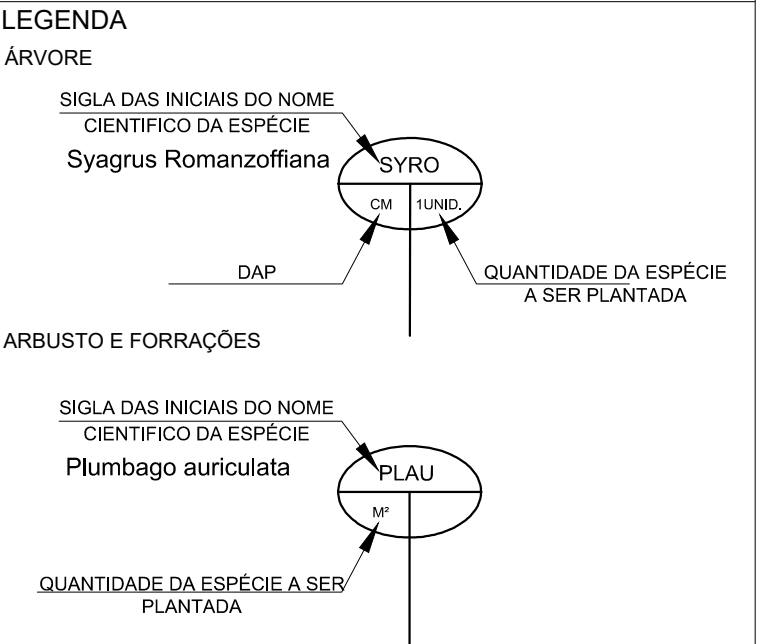 LEGENDA
ÁRVORE
SIGLA DAS INICIAIS DO NOME
CIENTIFICO DA ESPÉCIE
Syagrus Romanzoffiana
SYRO
CM
1UNID.
DAP
QUANTIDADE DA ESPÉCIE
A SER PLANTADA
ARBUSTO E FORRAÇÕES
SIGLA DAS INICIAIS DO NOME
CIENTIFICO DA ESPÉCIE
Plumbago auriculata
PLAU
M²
QUANTIDADE DA ESPÉCIE A SER
PLANTADA